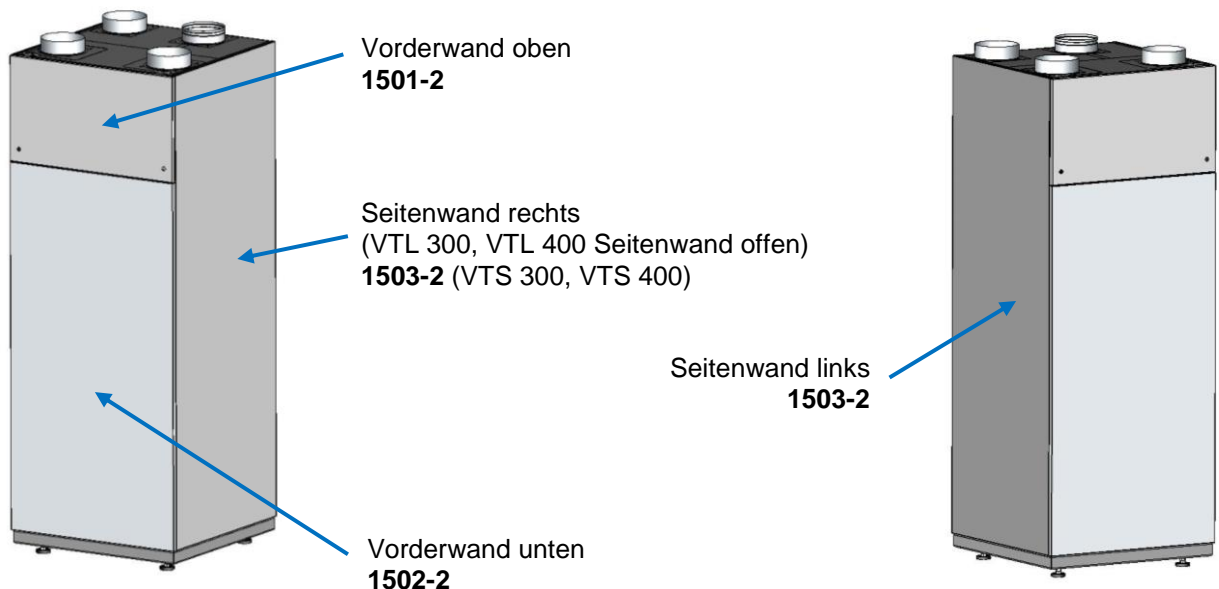 Vorderwand oben
1501-2
Seitenwand rechts
(VTL 300, VTL 400 Seitenwand offen)
1503-2 (VTS 300, VTS 400)
Seitenwand links
1503-2
Vorderwand unten
1502-2